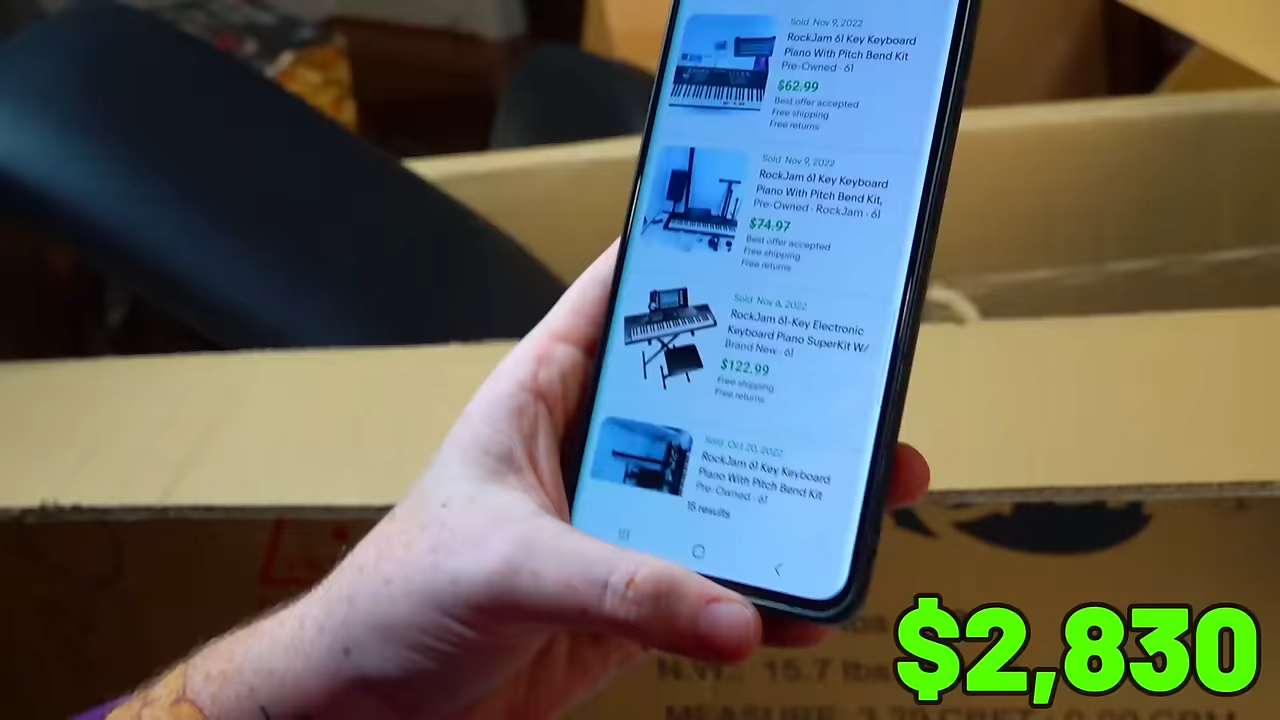 Sold Nov 9, 2022
RockJam 61 Key Keyboard
Piano With Pitch Bend Kit
Pre-Owned · 61
$62.99
Best offer accepted
Free shipping
Free returns
Sold Nov 9, 2022
RockJam 61 Key Keyboard
Piano With Pitch Bend Kit,
Pre-Owned · RockJam · 61
$74.97
Best offer accepted
Free shipping
Free returns
Sold Nov 6, 2022
RockJam 61-Key Electronic
Keyboard Piano SuperKit W/
Brand New · 61
$122.99
Free shipping
Free returns
Sold Oct 20, 2022
RockJam 61 Key Keyboard
Piano With Pitch Bend Kit
Pre-Owned · 61
15 results
$2,830
N.W.: 15.7 lbs